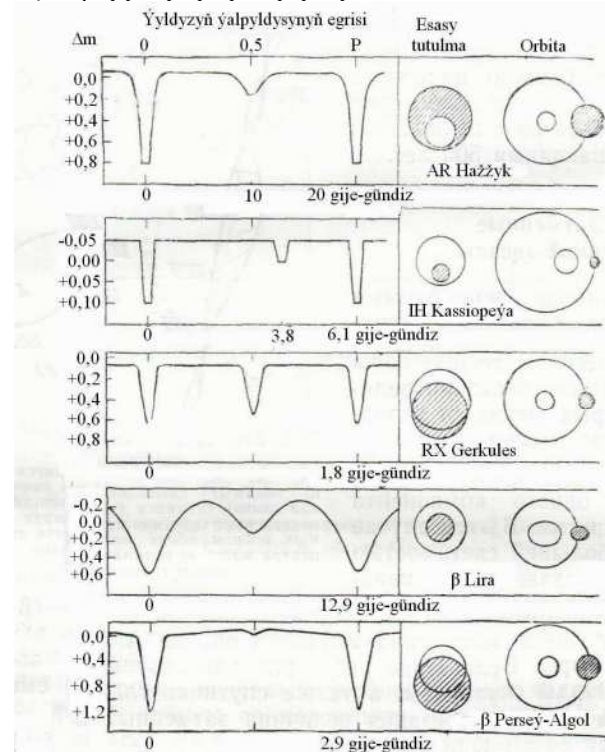 Ýyldyzyň ýalpyldysynyň egrisi
Δm 0 0,5 P Esasy tutulma Orbita
0,0
+0,2
+0,4
+0,6
+0,8
AR Hažžyk
0 10 20 gije-gündiz
-0,05
0,00
+0,05
+0,10
IH Kassiopeýa
0 3,8 6,1 gije-gündiz
0,0
+0,2
+0,4
+0,6
+0,8
RX Gerkules
0 1,8 gije-gündiz
-0,2
0,0
+0,2
+0,4
+0,6
β Lira
0 12,9 gije-gündiz
0,0
+0,4
+0,8
+1.2
β Perseý-Algol
0 2,9 gije-gündiz